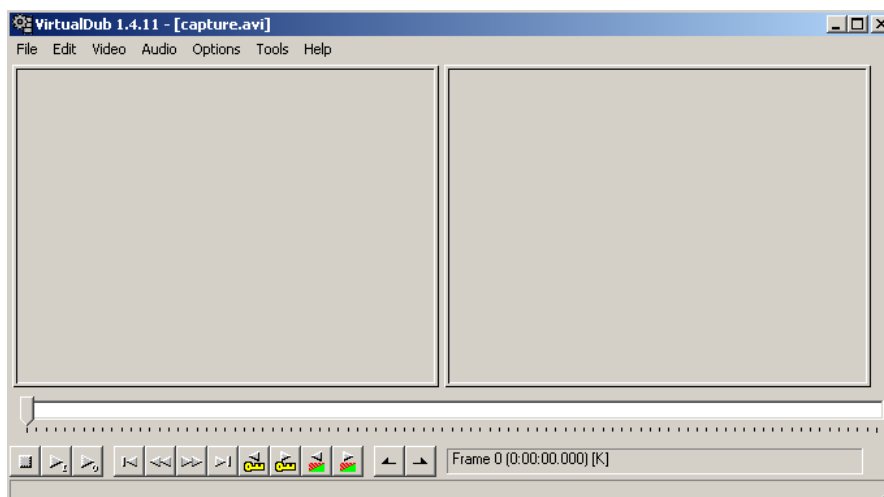 VirtualDub 1.4.11 - [capture.avi]
File Edit Video Audio Options Tools Help
I O
Frame 0 (0:00:00.000) [K]